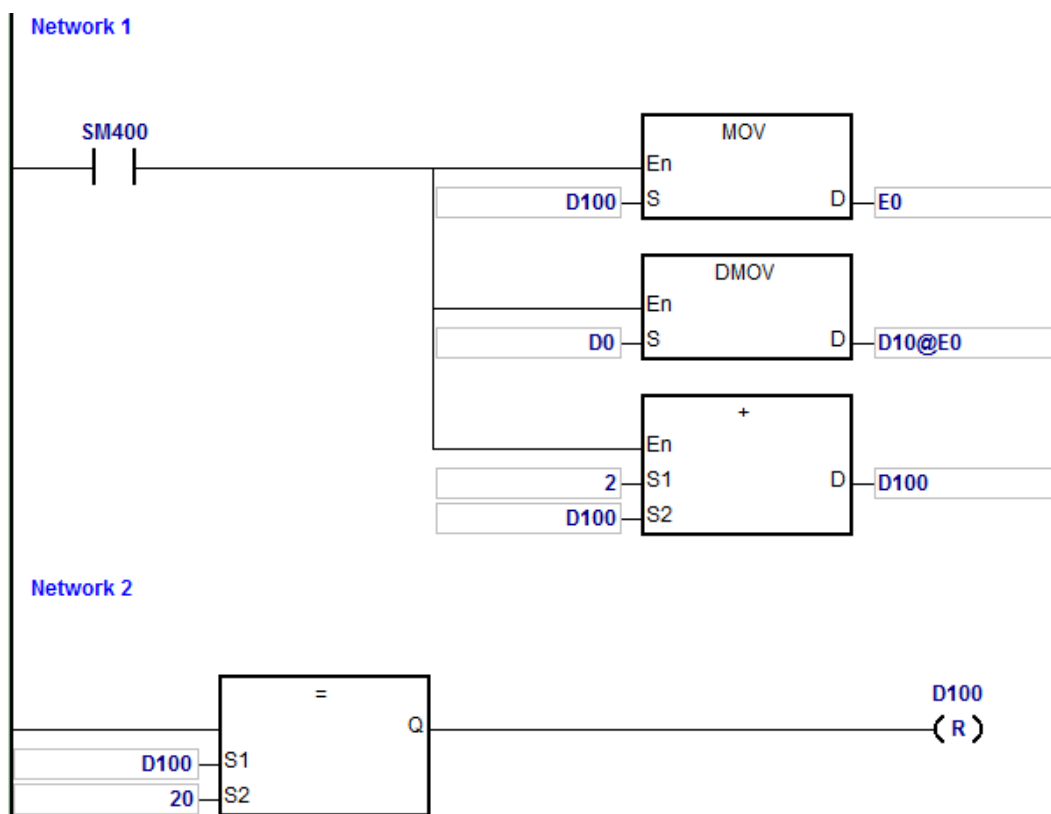 Network 1
SM400
MOV
En
D100 S D E0
DMOV
En
D0 S D D10@E0
+
En
2 S1 D D100
D100 S2
Network 2
= D100
Q ( R )
D100 S1
20 S2